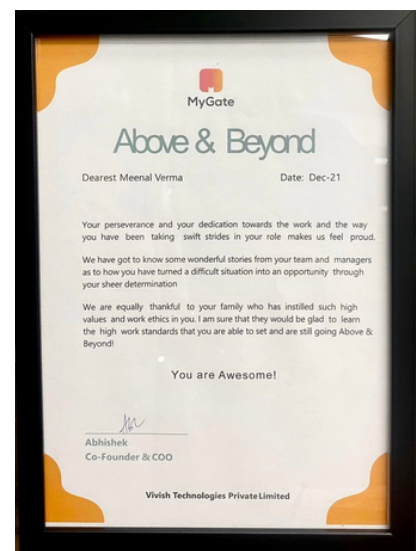 MyGate
Above & Beyond
Dearest Meenal Verma Date: Dec-21
Your perseverance and your dedication towards the work and the way
you have been taking swift strides in your role makes us feel proud.
We have got to know some wonderful stories from your team and managers
as to how you have turned a difficult situation into an opportunity through
your sheer determination
We are equally thankful to your family who has instilled such high
values and work ethics in you. I am sure that they would be glad to learn
the high work standards that you are able to set and are still going Above &
Beyond!
You are Awesome!
Abhishek
Co-Founder & COO
Vivish Technologies Private Limited